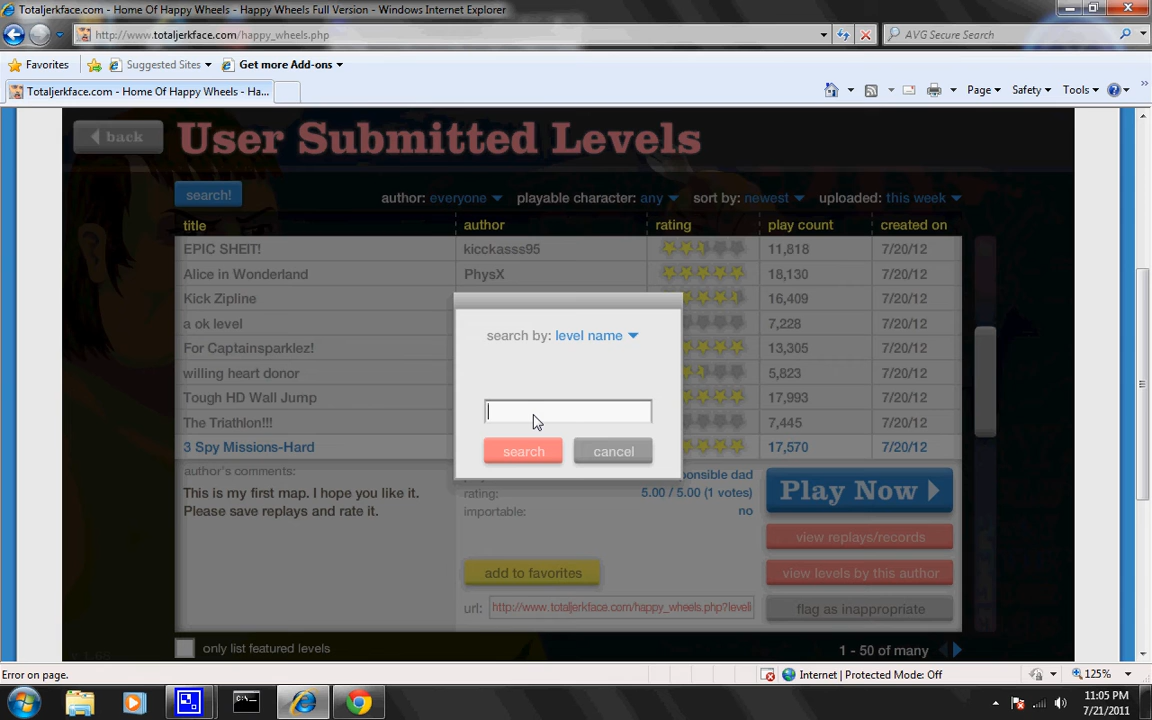 Totaljerkface.com - Home Of Happy Wheels - Happy Wheels Full Version - Windows Internet Explorer
http://www.totaljerkface.com/happy_wheels.php
AVG Secure Search
Favorites Suggested Sites Get more Add-ons
Totaljerkface.com - Home Of Happy Wheels - Ha...
Page Safety Tools
back User Submitted Levels
search! author: everyone playable character: any sort by: newest uploaded: this week
title author rating play count created on
EPIC SHEIT! kicckasss95 11,818 7/20/12
Alice in Wonderland PhysX 18,130 7/20/12
Kick Zipline 16,409 7/20/12
a ok level 7,228 7/20/12
For Captainsparklez! 13,305 7/20/12
willing heart donor 5,823 7/20/12
Tough HD Wall Jump 17,993 7/20/12
The Triathlon!!! 7,445 7/20/12
3 Spy Missions-Hard 17,570 7/20/12
search by: level name
search cancel
author's comments:
This is my first map. I hope you like it.
Please save replays and rate it.
ponsible dad
rating: 5.00 / 5.00 (1 votes)
importable: no
add to favorites
url: http://www.totaljerkface.com/happy_wheels.php?leveli
Play Now
view replays/records
view levels by this author
flag as inappropriate
only list featured levels
1 - 50 of many
Error on page. Internet | Protected Mode: Off 125%
11:05 PM
7/21/2011